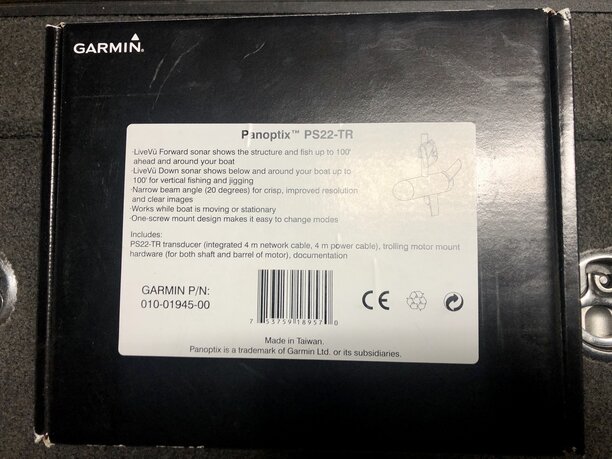 GARMIN
Panoptix™ PS22-TR
·LiveVü Forward sonar shows the structure and fish up to 100'
ahead and around your boat
·LiveVü Down sonar shows below and around your boat up to
100' for vertical fishing and jigging
·Narrow beam angle (20 degrees) for crisp, improved resolution
and clear images
·Works while boat is moving or stationary
·One-screw mount design makes it easy to change modes
Includes:
PS22-TR transducer (integrated 4 m network cable, 4 m power cable), trolling motor mount
hardware (for both shaft and barrel of motor), documentation
GARMIN P/N:
010-01945-00
7 53759 18957 0
CE
Made in Taiwan.
Panoptix is a trademark of Garmin Ltd. or its subsidiaries.